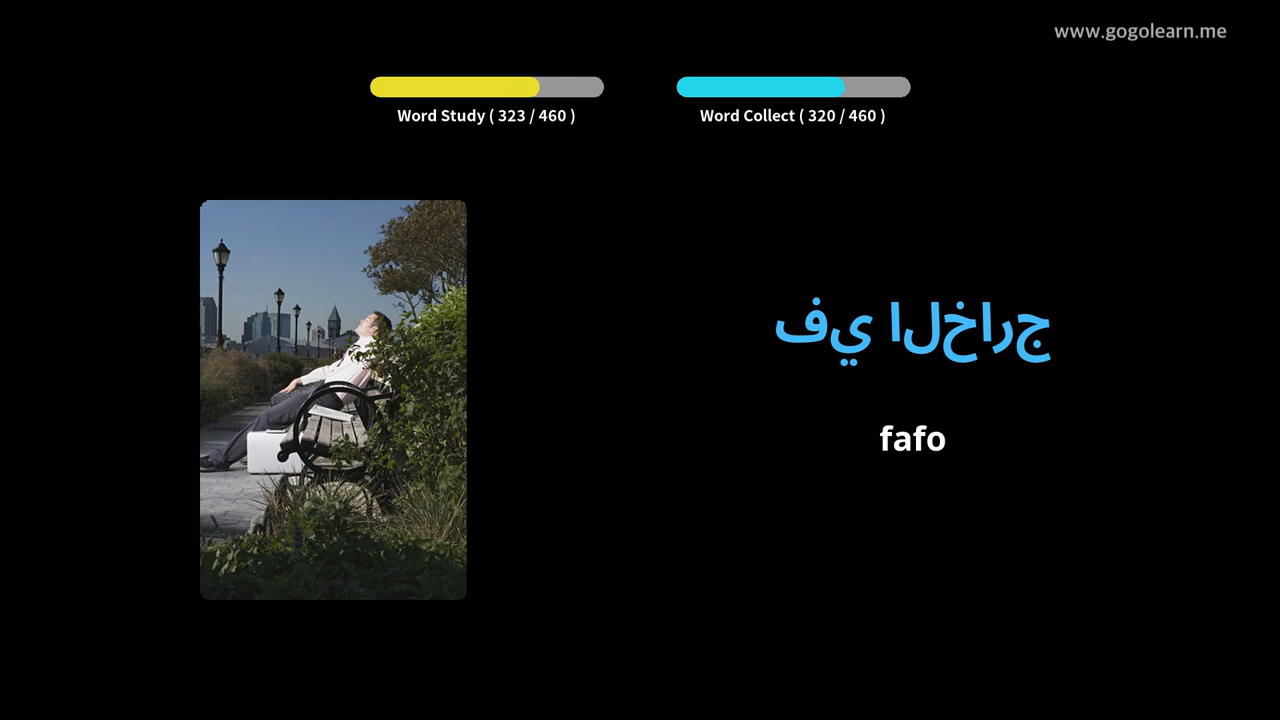 www.gogolearn.me
Word Study ( 323 / 460 )
Word Collect ( 320 / 460 )
في الخارج
fafo